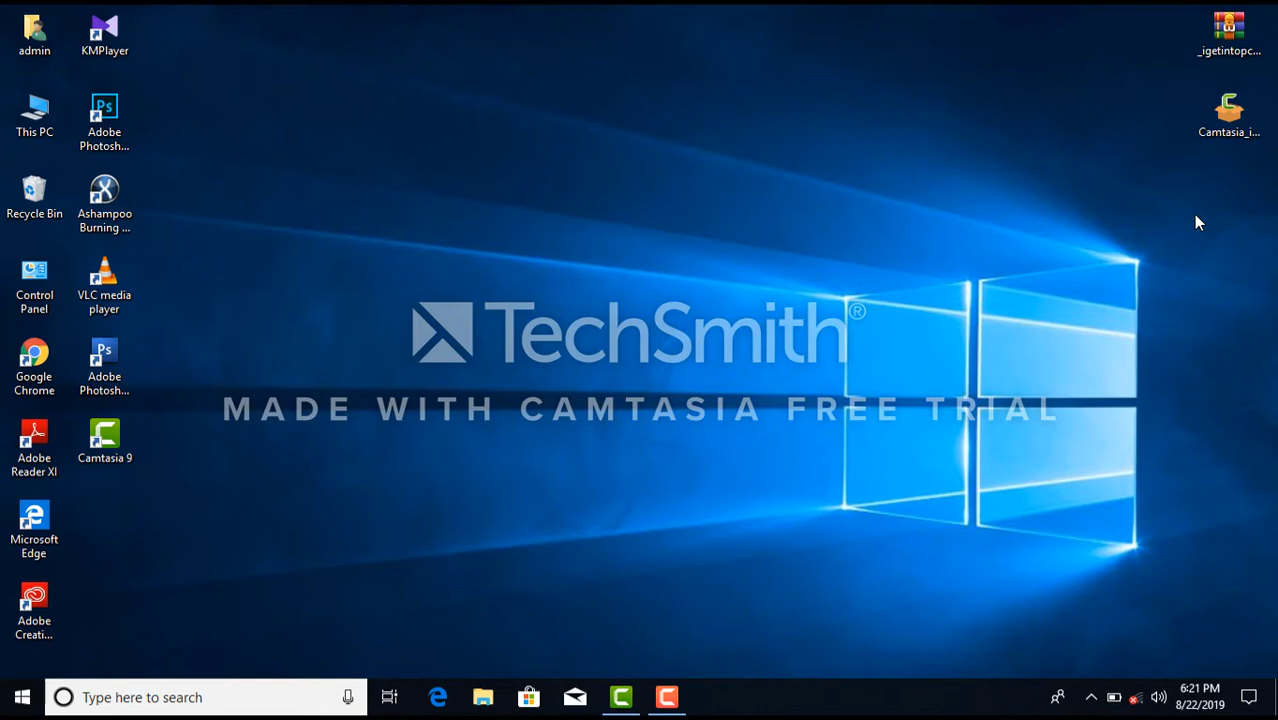 admin
KMPlayer
_igetintopc...
This PC
Adobe
Photosh...
Camtasia_i...
Recycle Bin
Ashampoo
Burning ...
Control
Panel
VLC media
player
TechSmith®
MADE WITH CAMTASIA FREE TRIAL
Google
Chrome
Adobe
Photosh...
Adobe
Reader XI
Camtasia 9
Microsoft
Edge
Adobe
Creati...
Type here to search
6:21 PM
8/22/2019